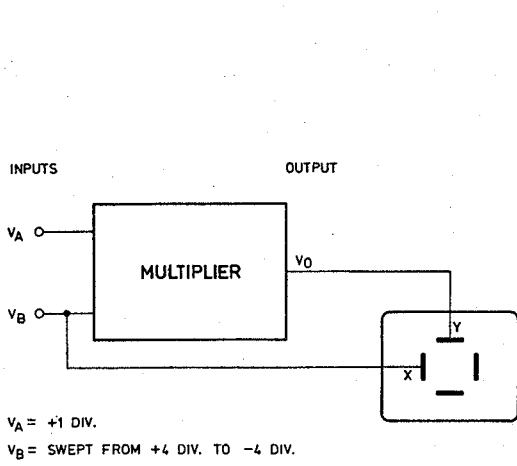 INPUTS
OUTPUT
VA
MULTIPLIER
VO
VB
Y
X
VA = +1 DIV.
VB = SWEPT FROM +4 DIV. TO -4 DIV.